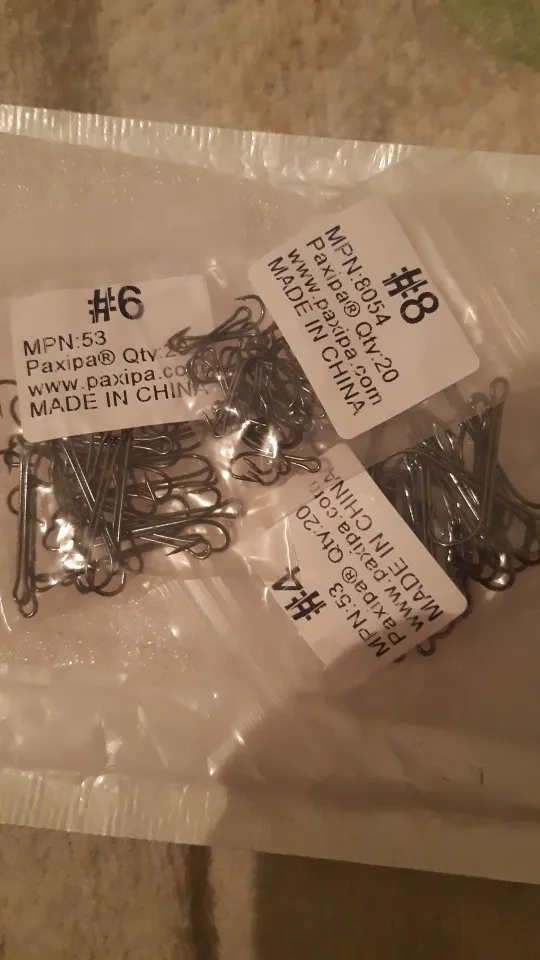 #6
MPN:53
Paxipa® Qty:2
www.paxipa.com
MADE IN CHINA
#8
MPN:8054
Paxipa® Qty:20
www.paxipa.com
MADE IN CHINA
#4
MPN:53
Paxipa® Qty:20
www.paxipa.com
MADE IN CHINA